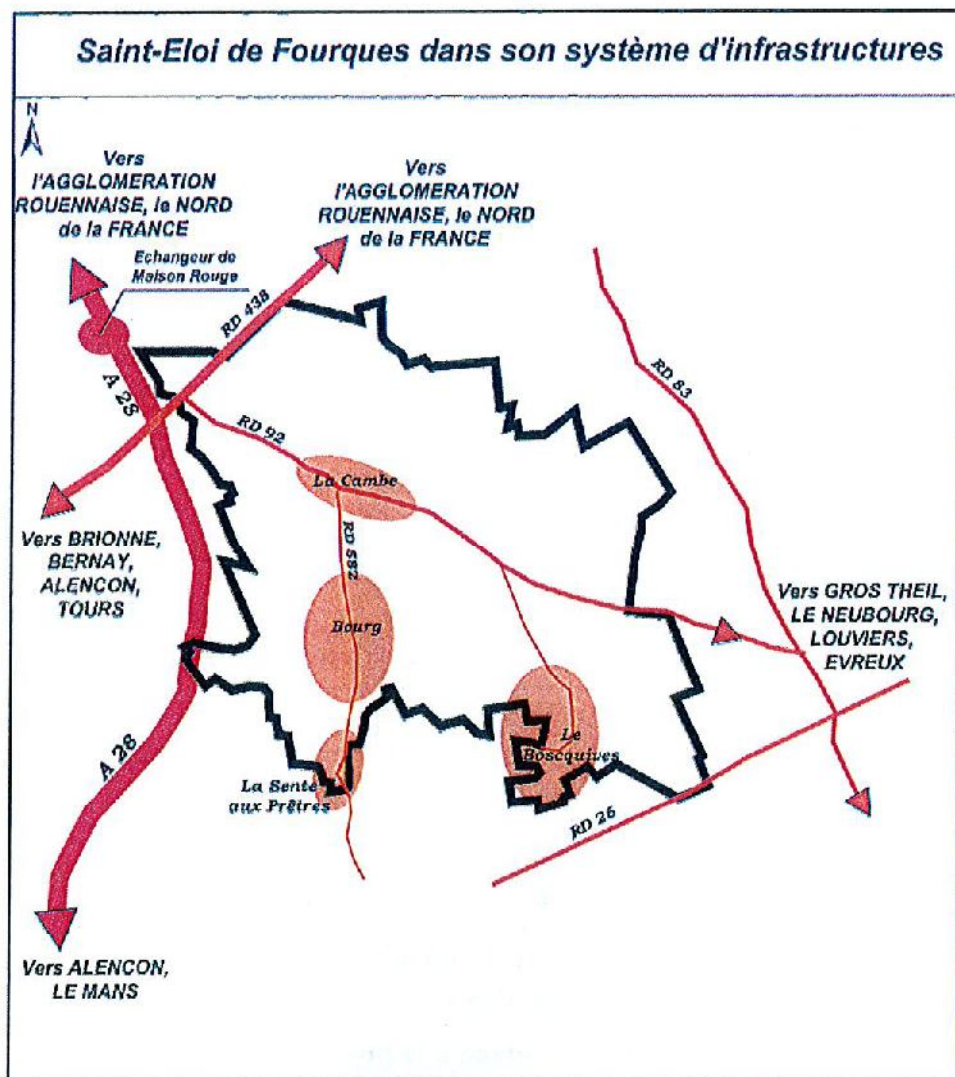 Saint-Eloi de Fourques dans son système d'infrastructures
N
Vers
l'AGGLOMERATION
ROUENNAISE, le NORD
de la FRANCE
Vers
l'AGGLOMERATION
ROUENNAISE, le NORD
de la FRANCE
Echangeur de
Maison Rouge
RD 438
A 28
RD 83
RD 92
La Cambe
RD 552
Vers BRIONNE,
BERNAY,
ALENCON,
TOURS
Bourg
Vers GROS THEIL,
LE NEUBOURG,
LOUVIERS,
EVREUX
Le
Boscquives
A 28
La Sente
aux Prêtres
RD 26
Vers ALENCON,
LE MANS